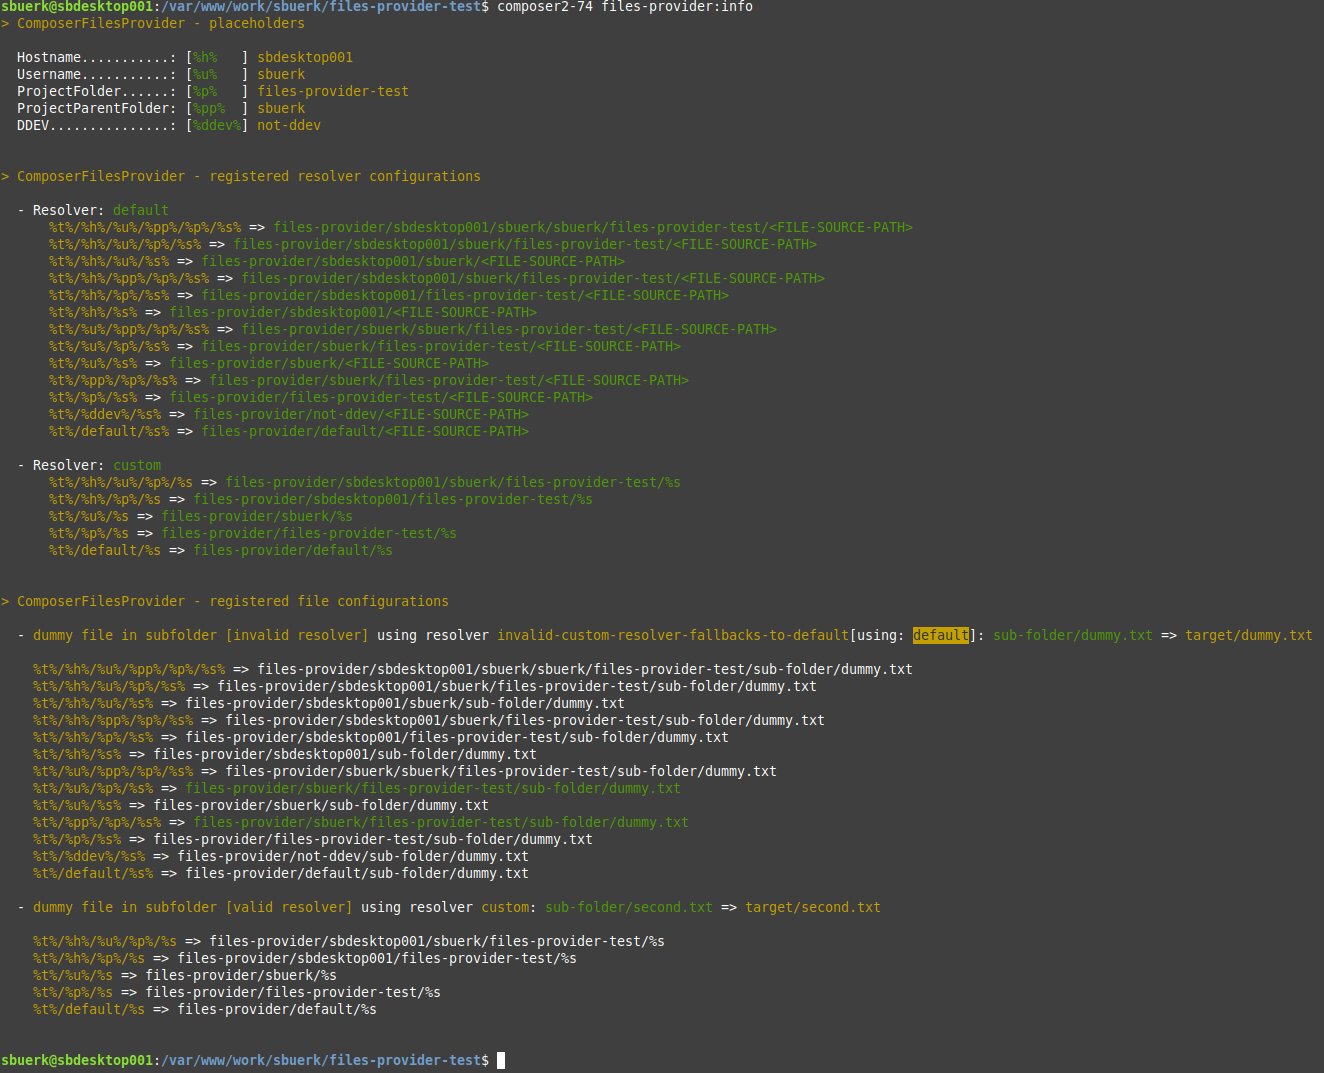 sbuerk@sbdesktop001:/var/www/work/sbuerk/files-provider-test$ composer2-74 files-provider:info
> ComposerFilesProvider - placeholders
Hostname...........: [%h%   ] sbdesktop001
Username...........: [%u%   ] sbuerk
ProjectFolder......: [%p%   ] files-provider-test
ProjectParentFolder: [%pp%  ] sbuerk
DDEV...............: [%ddev%] not-ddev
> ComposerFilesProvider - registered resolver configurations
- Resolver: default
%t%/%h%/%u%/%pp%/%p%/%s% => files-provider/sbdesktop001/sbuerk/sbuerk/files-provider-test/<FILE-SOURCE-PATH>
%t%/%h%/%u%/%p%/%s% => files-provider/sbdesktop001/sbuerk/files-provider-test/<FILE-SOURCE-PATH>
%t%/%h%/%u%/%s% => files-provider/sbdesktop001/sbuerk/<FILE-SOURCE-PATH>
%t%/%h%/%pp%/%p%/%s% => files-provider/sbdesktop001/sbuerk/files-provider-test/<FILE-SOURCE-PATH>
%t%/%h%/%p%/%s% => files-provider/sbdesktop001/files-provider-test/<FILE-SOURCE-PATH>
%t%/%h%/%s% => files-provider/sbdesktop001/<FILE-SOURCE-PATH>
%t%/%u%/%pp%/%p%/%s% => files-provider/sbuerk/sbuerk/files-provider-test/<FILE-SOURCE-PATH>
%t%/%u%/%p%/%s% => files-provider/sbuerk/files-provider-test/<FILE-SOURCE-PATH>
%t%/%u%/%s% => files-provider/sbuerk/<FILE-SOURCE-PATH>
%t%/%pp%/%p%/%s% => files-provider/sbuerk/files-provider-test/<FILE-SOURCE-PATH>
%t%/%p%/%s% => files-provider/files-provider-test/<FILE-SOURCE-PATH>
%t%/%ddev%/%s% => files-provider/not-ddev/<FILE-SOURCE-PATH>
%t%/default/%s% => files-provider/default/<FILE-SOURCE-PATH>
- Resolver: custom
%t%/%h%/%u%/%p%/%s => files-provider/sbdesktop001/sbuerk/files-provider-test/%s
%t%/%h%/%p%/%s => files-provider/sbdesktop001/files-provider-test/%s
%t%/%u%/%s => files-provider/sbuerk/%s
%t%/%p%/%s => files-provider/files-provider-test/%s
%t%/default/%s => files-provider/default/%s
> ComposerFilesProvider - registered file configurations
- dummy file in subfolder [invalid resolver] using resolver invalid-custom-resolver-fallbacks-to-default[using: default]: sub-folder/dummy.txt => target/dummy.txt
%t%/%h%/%u%/%pp%/%p%/%s% => files-provider/sbdesktop001/sbuerk/sbuerk/files-provider-test/sub-folder/dummy.txt
%t%/%h%/%u%/%p%/%s% => files-provider/sbdesktop001/sbuerk/files-provider-test/sub-folder/dummy.txt
%t%/%h%/%u%/%s% => files-provider/sbdesktop001/sbuerk/sub-folder/dummy.txt
%t%/%h%/%pp%/%p%/%s% => files-provider/sbdesktop001/sbuerk/files-provider-test/sub-folder/dummy.txt
%t%/%h%/%p%/%s% => files-provider/sbdesktop001/files-provider-test/sub-folder/dummy.txt
%t%/%h%/%s% => files-provider/sbdesktop001/sub-folder/dummy.txt
%t%/%u%/%pp%/%p%/%s% => files-provider/sbuerk/sbuerk/files-provider-test/sub-folder/dummy.txt
%t%/%u%/%p%/%s% => files-provider/sbuerk/files-provider-test/sub-folder/dummy.txt
%t%/%u%/%s% => files-provider/sbuerk/sub-folder/dummy.txt
%t%/%pp%/%p%/%s% => files-provider/sbuerk/files-provider-test/sub-folder/dummy.txt
%t%/%p%/%s% => files-provider/files-provider-test/sub-folder/dummy.txt
%t%/%ddev%/%s% => files-provider/not-ddev/sub-folder/dummy.txt
%t%/default/%s% => files-provider/default/sub-folder/dummy.txt
- dummy file in subfolder [valid resolver] using resolver custom: sub-folder/second.txt => target/second.txt
%t%/%h%/%u%/%p%/%s => files-provider/sbdesktop001/sbuerk/files-provider-test/%s
%t%/%h%/%p%/%s => files-provider/sbdesktop001/files-provider-test/%s
%t%/%u%/%s => files-provider/sbuerk/%s
%t%/%p%/%s => files-provider/files-provider-test/%s
%t%/default/%s => files-provider/default/%s
sbuerk@sbdesktop001:/var/www/work/sbuerk/files-provider-test$